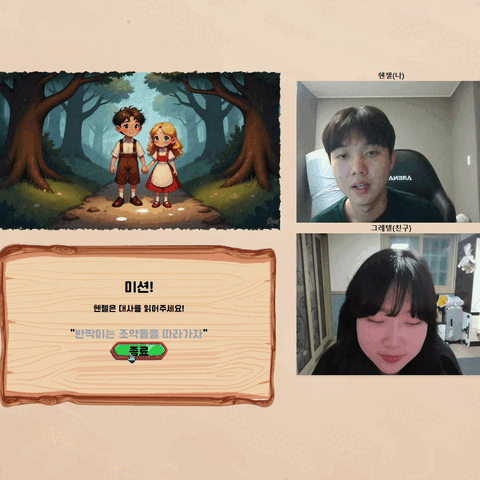 헨젤(나)
그레텔(친구)
미션!
헨젤은 대사를 읽어주세요!
"반짝이는 조약돌을 따라가자"
종료
ARENA